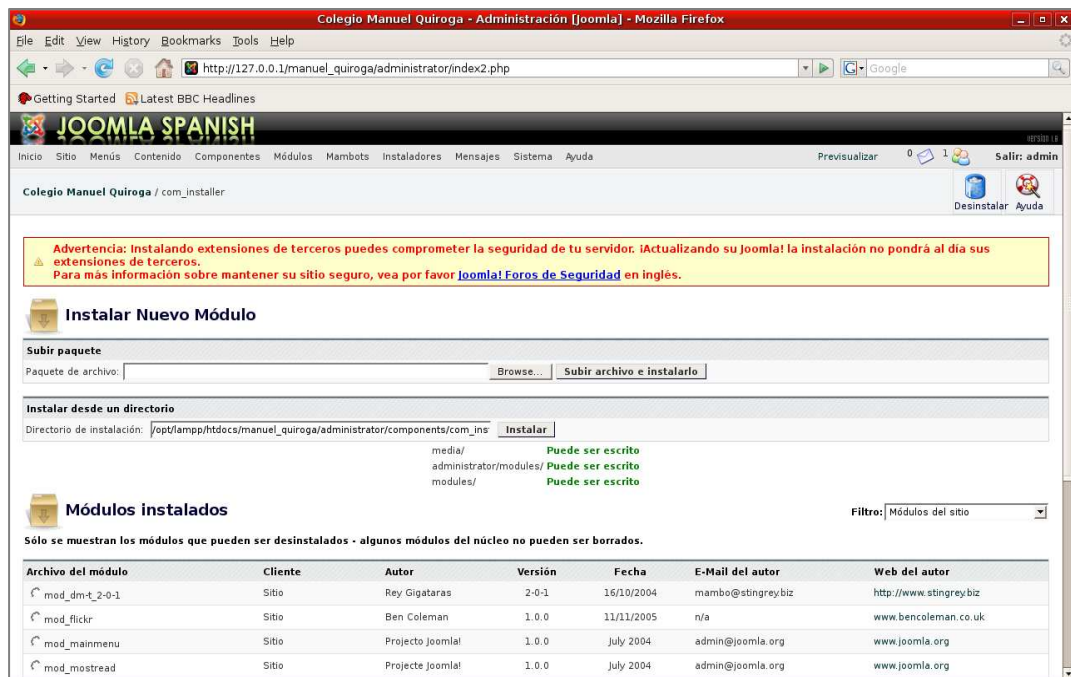 Colegio Manuel Quiroga - Administración [Joomla] - Mozilla Firefox
File Edit View History Bookmarks Tools Help
http://127.0.0.1/manuel_quiroga/administrator/index2.php
Google
Getting Started Latest BBC Headlines
JOOMLA SPANISH
Inicio Sitio Menús Contenido Componentes Módulos Mambots Instaladores Mensajes Sistema Ayuda Previsualizar 0 1 Salir: admin
Colegio Manuel Quiroga / com_installer
Desinstalar Ayuda
Advertencia: Instalando extensiones de terceros puedes comprometer la seguridad de tu servidor. ¡Actualizando su Joomla! la instalación no pondrá al día sus
extensiones de terceros.
Para más información sobre mantener su sitio seguro, vea por favor Joomla! Foros de Seguridad en inglés.
Instalar Nuevo Módulo
Subir paquete
Paquete de archivo: Browse... Subir archivo e instalarlo
Instalar desde un directorio
Directorio de instalación: /opt/lampp/htdocs/manuel_quiroga/administrator/components/com_ins Instalar
media/ Puede ser escrito
administrator/modules/ Puede ser escrito
modules/ Puede ser escrito
Módulos instalados
Filtro: Módulos del sitio
Sólo se muestran los módulos que pueden ser desinstalados - algunos módulos del núcleo no pueden ser borrados.
Archivo del módulo Cliente Autor Versión Fecha E-Mail del autor Web del autor
mod_dm-t_2-0-1 Sitio Rey Gigataras 2-0-1 16/10/2004 mambo@stingrey.biz http://www.stingrey.biz
mod_flickr Sitio Ben Coleman 1.0.0 11/11/2005 n/a www.bencoleman.co.uk
mod_mainmenu Sitio Projecto Joomla! 1.0.0 July 2004 admin@joomla.org www.joomla.org
mod_mostread Sitio Projecte Joomla! 1.0.0 July 2004 admin@joomla.org www.joomla.org